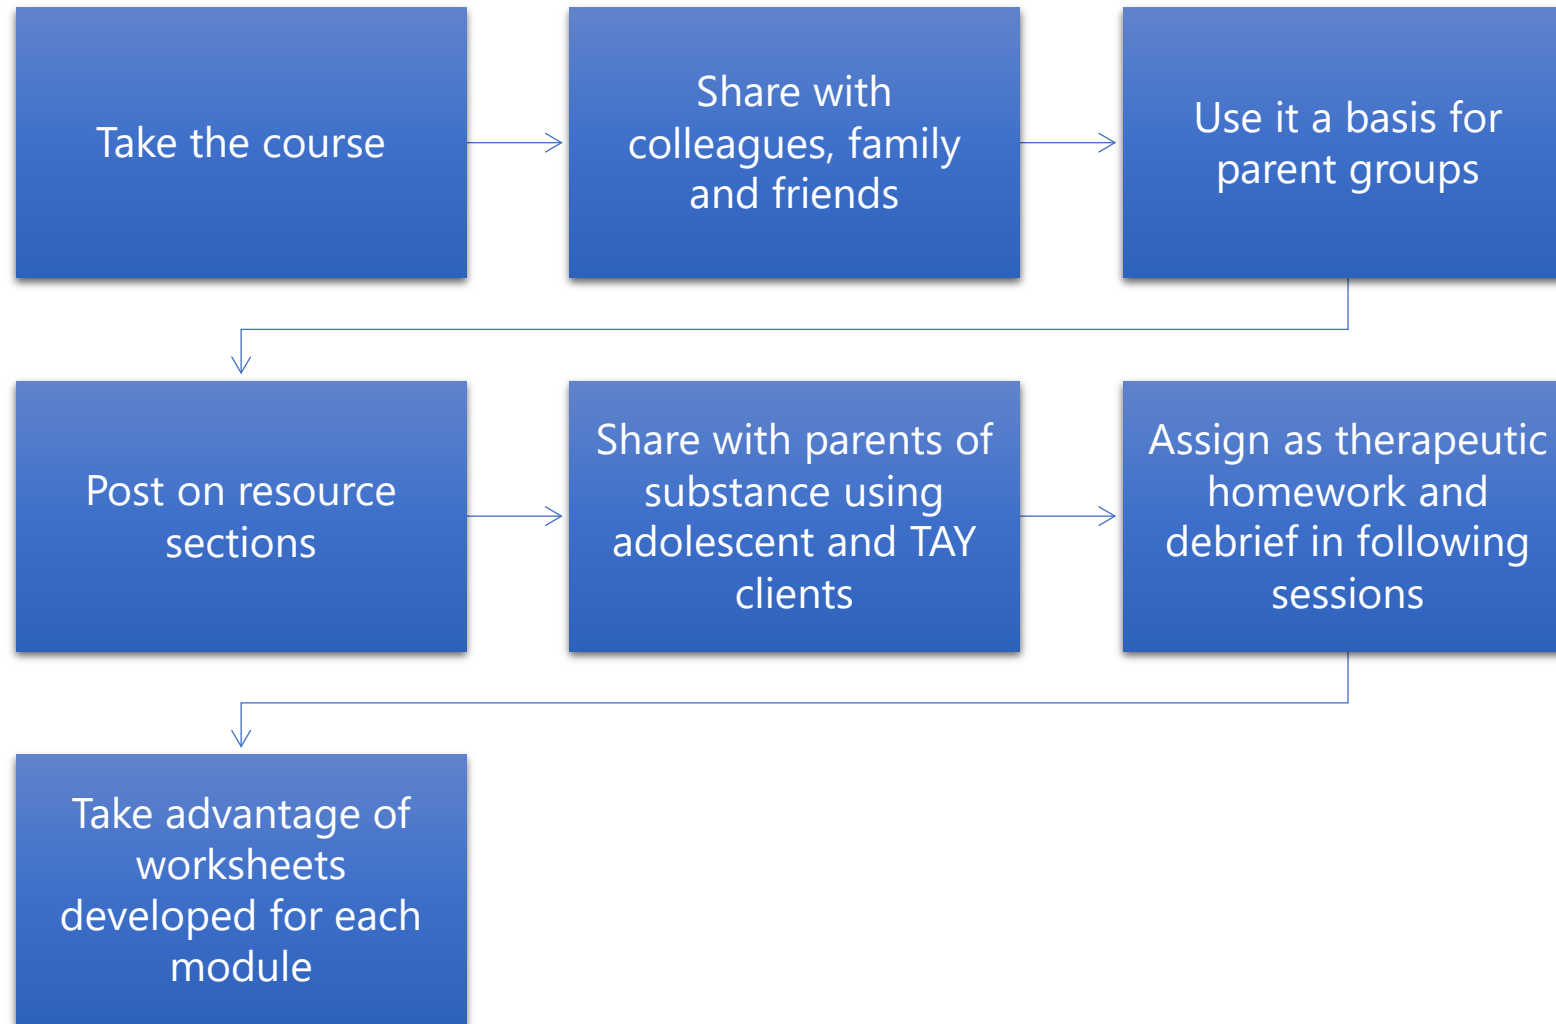 Take the course
Share with
colleagues, family
and friends
Use it a basis for
parent groups
Post on resource
sections
Share with parents of
substance using
adolescent and TAY
clients
Assign as therapeutic
homework and
debrief in following
sessions
Take advantage of
worksheets
developed for each
module